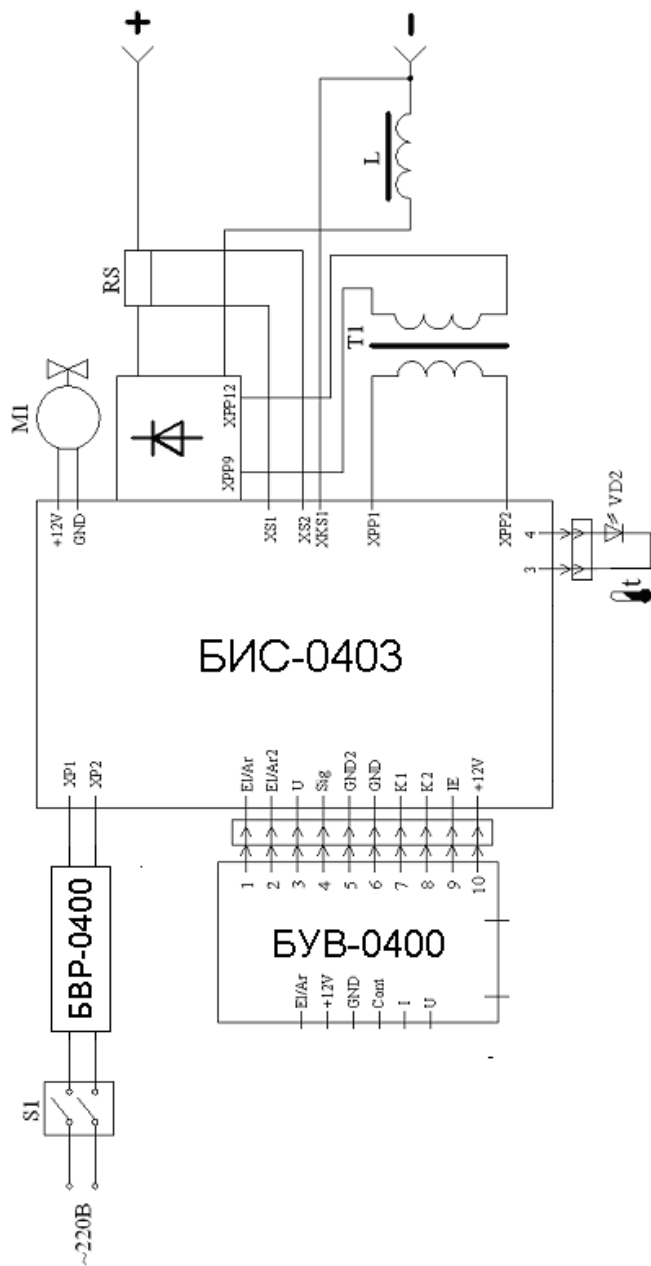 ~220В
S1
БВР-0400
XP1
XP2
БИС-0403
+12V
GND
M1
XPP9
XPP12
RS
+
-
L
T1
XS1
XS2
XKS1
XPP1
XPP2
3
4
VD2
t
БУВ-0400
El/Ar
+12V
GND
Cont
I
U
1 El/Ar
2 El/Ar2
3 U
4 Sig
5 GND2
6 GND
7 K1
8 K2
9 IE
10 +12V